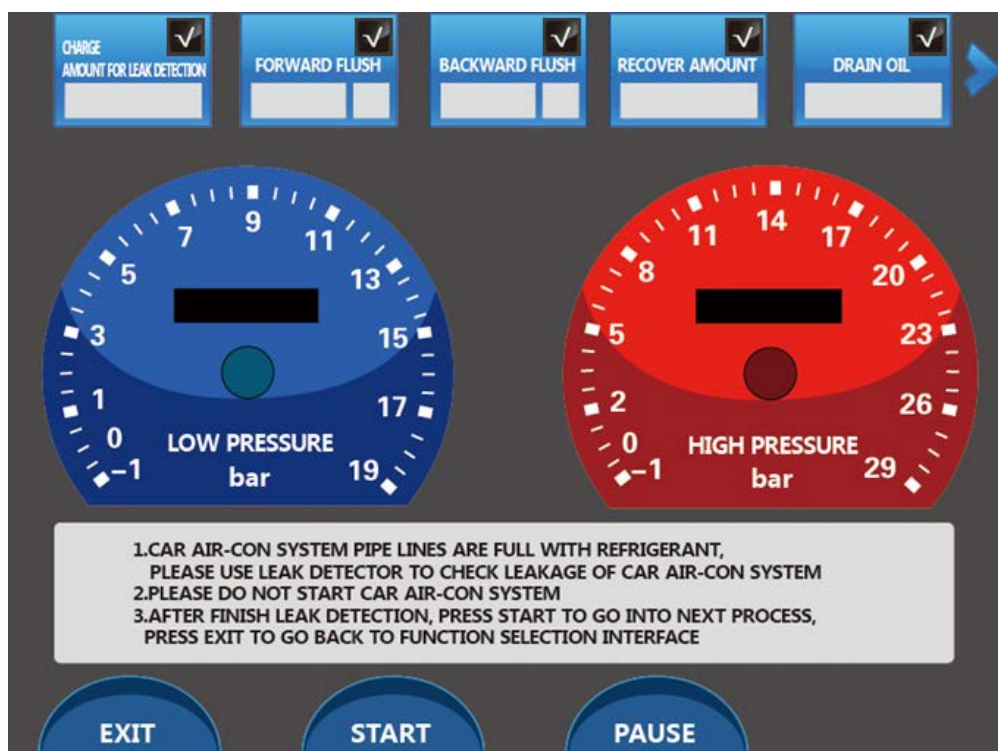 CHARGE
AMOUNT FOR LEAK DETECTION
FORWARD FLUSH
BACKWARD FLUSH
RECOVER AMOUNT
DRAIN OIL
-1
0
1
3
5
7
9
11
13
15
17
19
LOW PRESSURE
bar
-1
0
2
5
8
11
14
17
20
23
26
29
HIGH PRESSURE
bar
1.CAR AIR-CON SYSTEM PIPE LINES ARE FULL WITH REFRIGERANT,
PLEASE USE LEAK DETECTOR TO CHECK LEAKAGE OF CAR AIR-CON SYSTEM
2.PLEASE DO NOT START CAR AIR-CON SYSTEM
3.AFTER FINISH LEAK DETECTION, PRESS START TO GO INTO NEXT PROCESS,
PRESS EXIT TO GO BACK TO FUNCTION SELECTION INTERFACE
EXIT
START
PAUSE